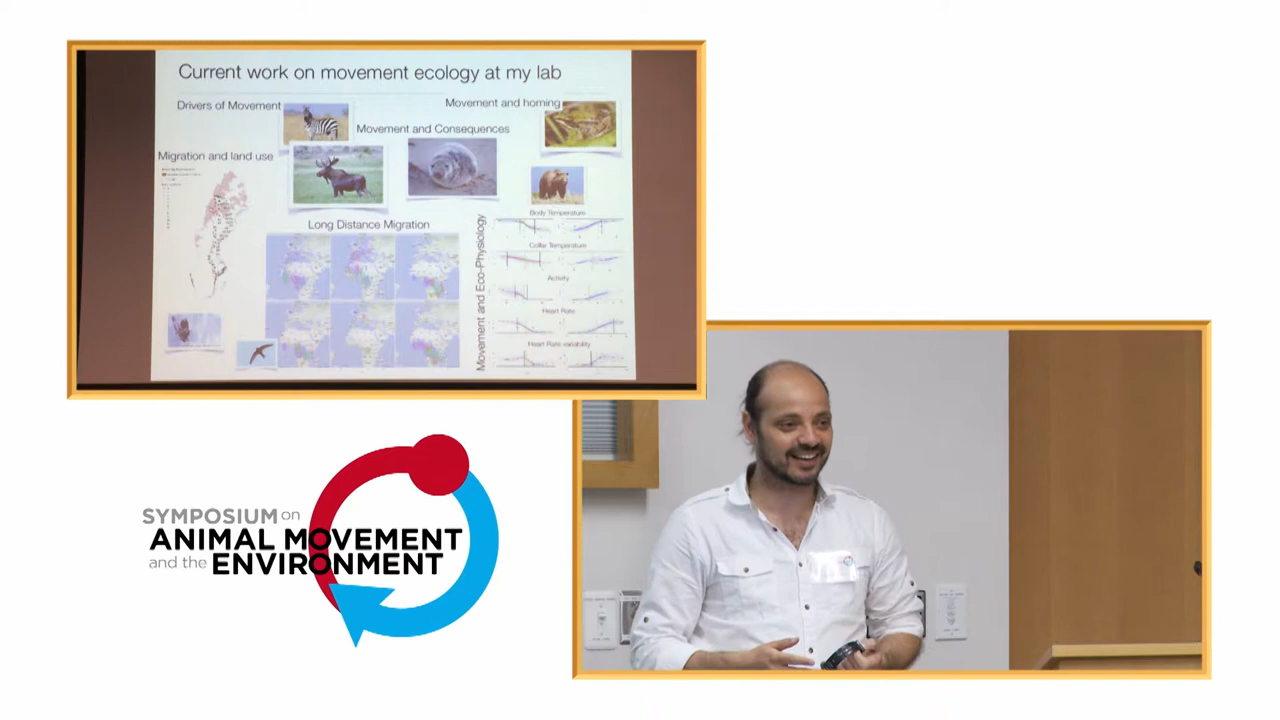 Current work on movement ecology at my lab
Drivers of Movement
Movement and homing
Movement and Consequences
Migration and land use
Long Distance Migration
Movement and Eco-Physiology
Body Temperature
Collar Temperature
Activity
Heart Rate
Heart Rate variability
SYMPOSIUM on
ANIMAL MOVEMENT
and the ENVIRONMENT